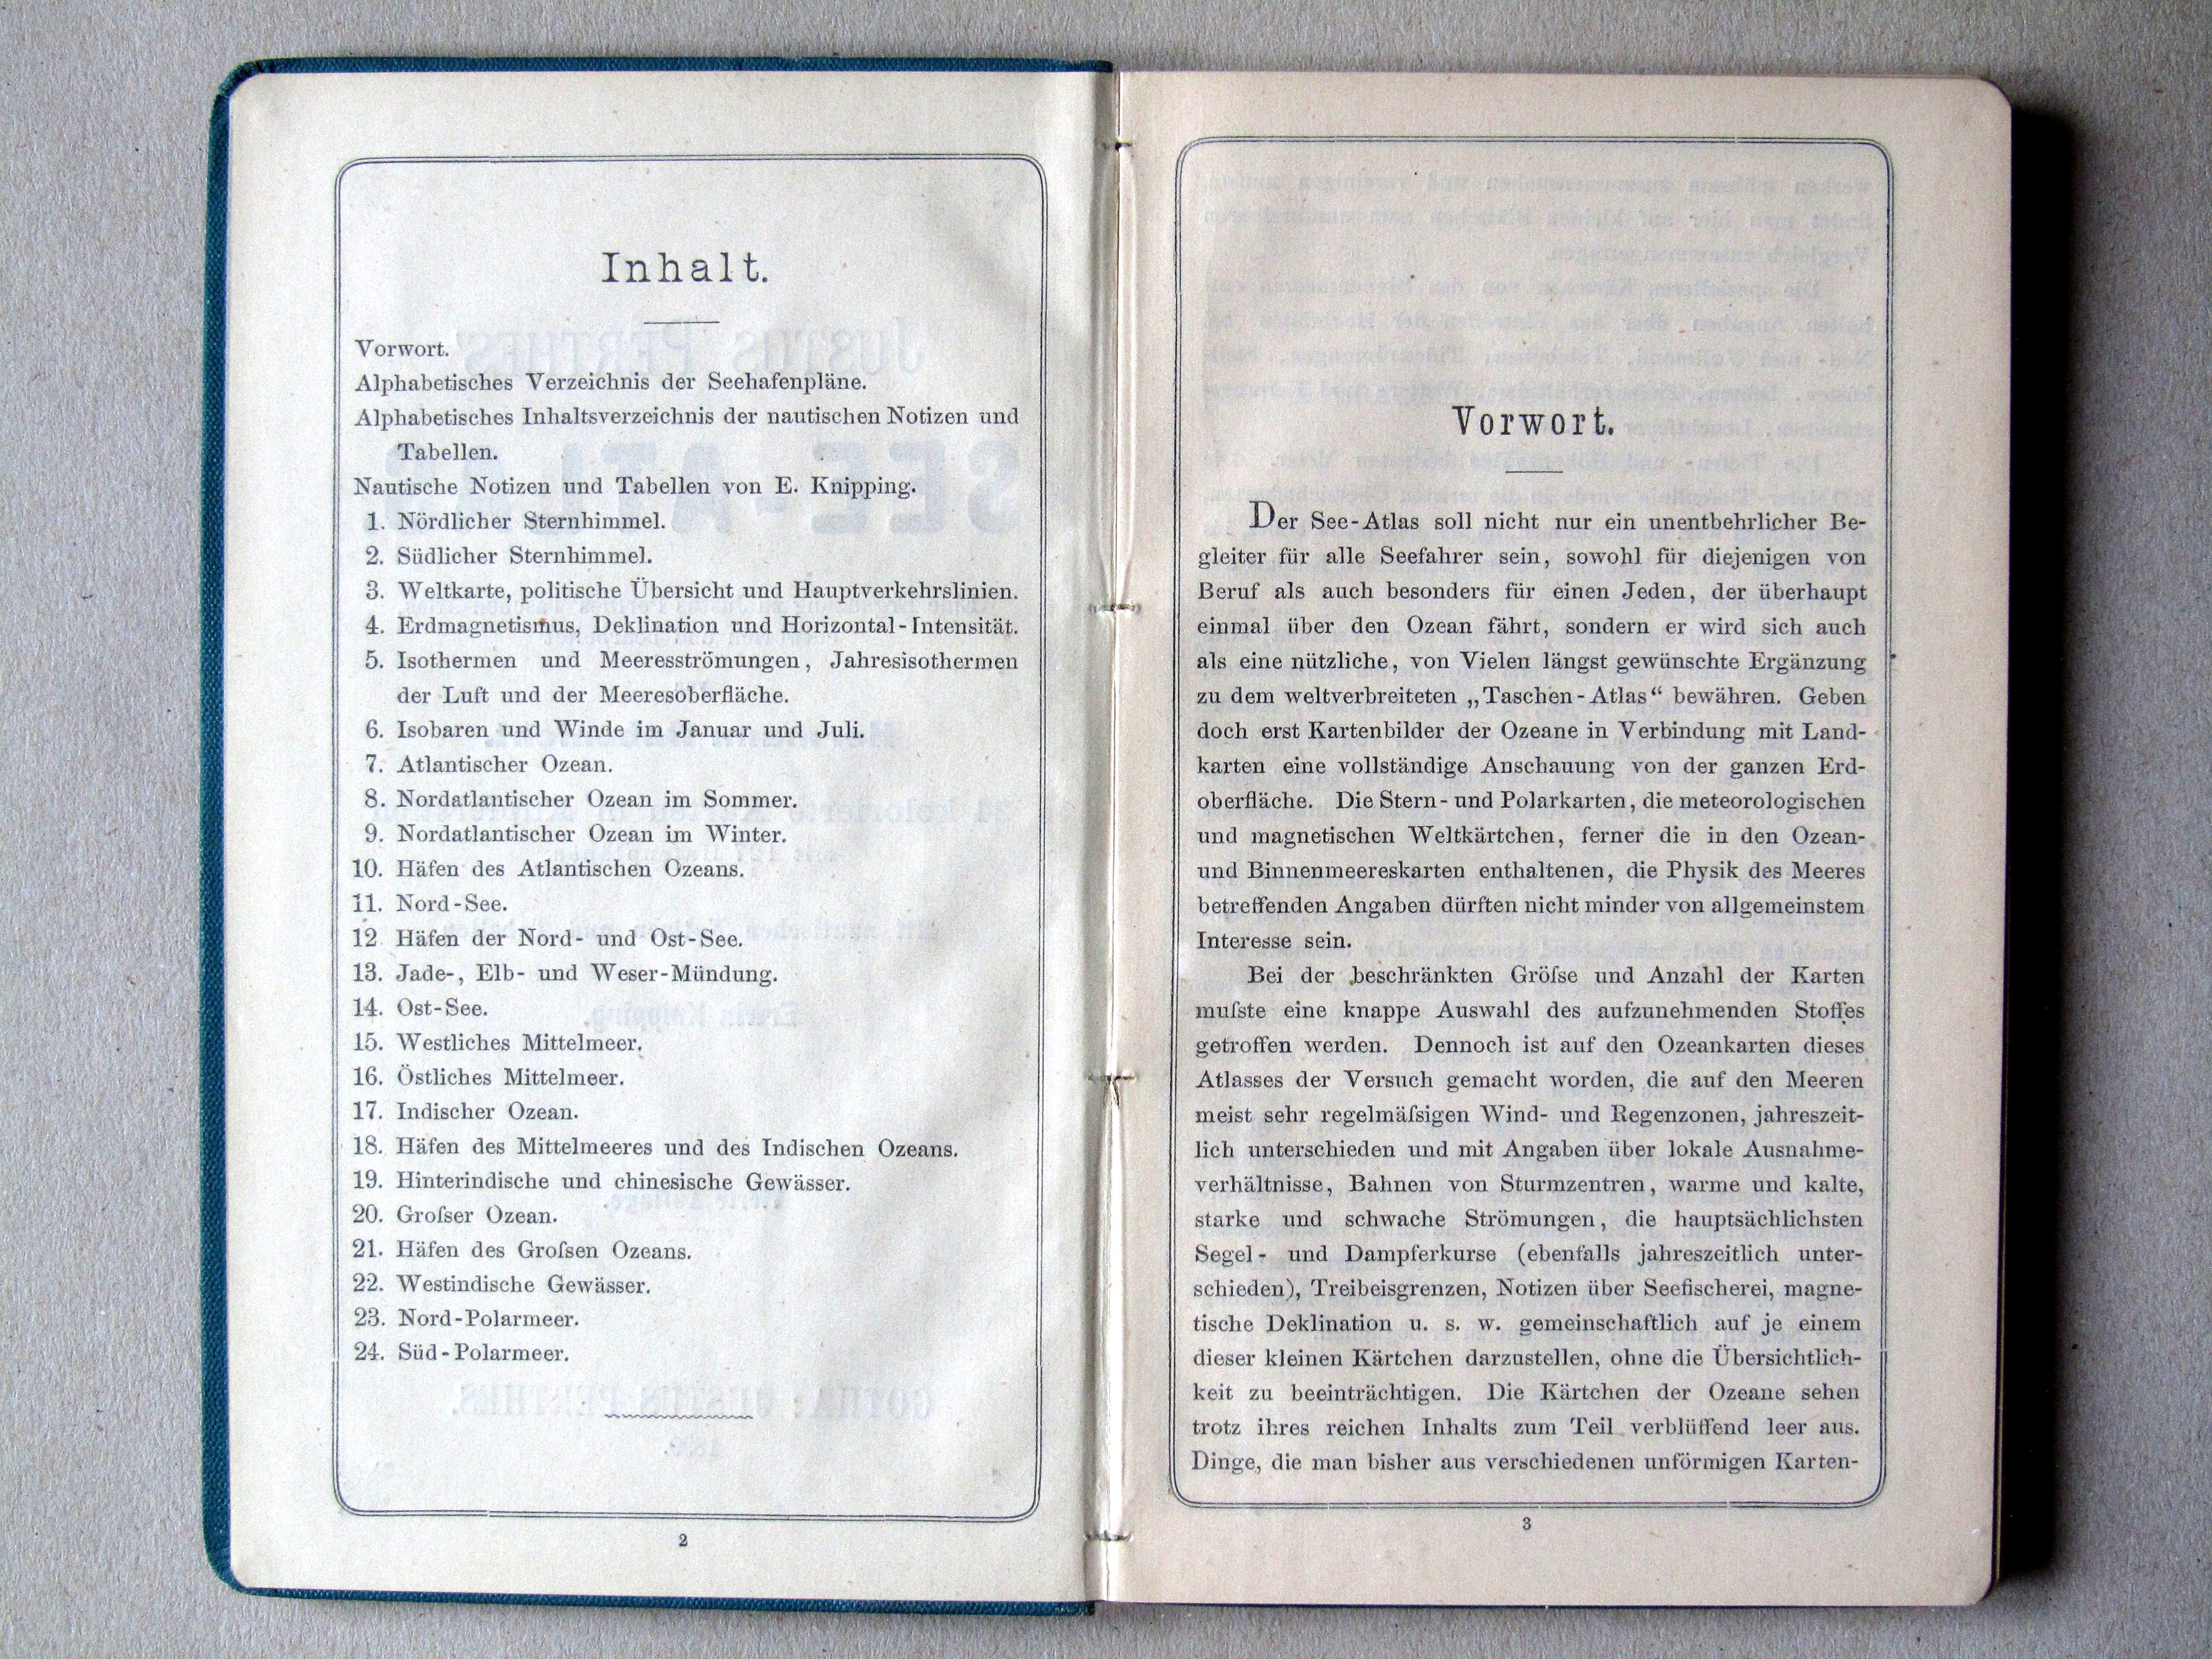 Inhalt.
Vorwort.
Alphabetisches Verzeichnis der Seehafenpläne.
Alphabetisches Inhaltsverzeichnis der nautischen Notizen und
Tabellen.
Nautische Notizen und Tabellen von E. Knipping.
1. Nördlicher Sternhimmel.
2. Südlicher Sternhimmel.
3. Weltkarte, politische Übersicht und Hauptverkehrslinien.
4. Erdmagnetismus, Deklination und Horizontal-Intensität.
5. Isothermen und Meeresströmungen, Jahresisothermen
der Luft und der Meeresoberfläche.
6. Isobaren und Winde im Januar und Juli.
7. Atlantischer Ozean.
8. Nordatlantischer Ozean im Sommer.
9. Nordatlantischer Ozean im Winter.
10. Häfen des Atlantischen Ozeans.
11. Nord-See.
12 Häfen der Nord- und Ost-See.
13. Jade-, Elb- und Weser-Mündung.
14. Ost-See.
15. Westliches Mittelmeer.
16. Östliches Mittelmeer.
17. Indischer Ozean.
18. Häfen des Mittelmeeres und des Indischen Ozeans.
19. Hinterindische und chinesische Gewässer.
20. Groſser Ozean.
21. Häfen des Groſsen Ozeans.
22. Westindische Gewässer.
23. Nord-Polarmeer.
24. Süd-Polarmeer.
2
Vorwort.
Der See-Atlas soll nicht nur ein unentbehrlicher Be-
gleiter für alle Seefahrer sein, sowohl für diejenigen von
Beruf als auch besonders für einen Jeden, der überhaupt
einmal über den Ozean fährt, sondern er wird sich auch
als eine nützliche, von Vielen längst gewünschte Ergänzung
zu dem weltverbreiteten „Taschen-Atlas“ bewähren. Geben
doch erst Kartenbilder der Ozeane in Verbindung mit Land-
karten eine vollständige Anschauung von der ganzen Erd-
oberfläche. Die Stern- und Polarkarten, die meteorologischen
und magnetischen Weltkärtchen, ferner die in den Ozean-
und Binnenmeereskarten enthaltenen, die Physik des Meeres
betreffenden Angaben dürften nicht minder von allgemeinstem
Interesse sein.
Bei der beschränkten Gröſse und Anzahl der Karten
muſste eine knappe Auswahl des aufzunehmenden Stoffes
getroffen werden. Dennoch ist auf den Ozeankarten dieses
Atlasses der Versuch gemacht worden, die auf den Meeren
meist sehr regelmäſsigen Wind- und Regenzonen, jahreszeit-
lich unterschieden und mit Angaben über lokale Ausnahme-
verhältnisse, Bahnen von Sturmzentren, warme und kalte,
starke und schwache Strömungen, die hauptsächlichsten
Segel- und Dampferkurse (ebenfalls jahreszeitlich unter-
schieden), Treibeisgrenzen, Notizen über Seefischerei, magne-
tische Deklination u. s. w. gemeinschaftlich auf je einem
dieser kleinen Kärtchen darzustellen, ohne die Übersichtlich-
keit zu beeinträchtigen. Die Kärtchen der Ozeane sehen
trotz ihres reichen Inhalts zum Teil verblüffend leer aus.
Dinge, die man bisher aus verschiedenen unförmigen Karten-
3